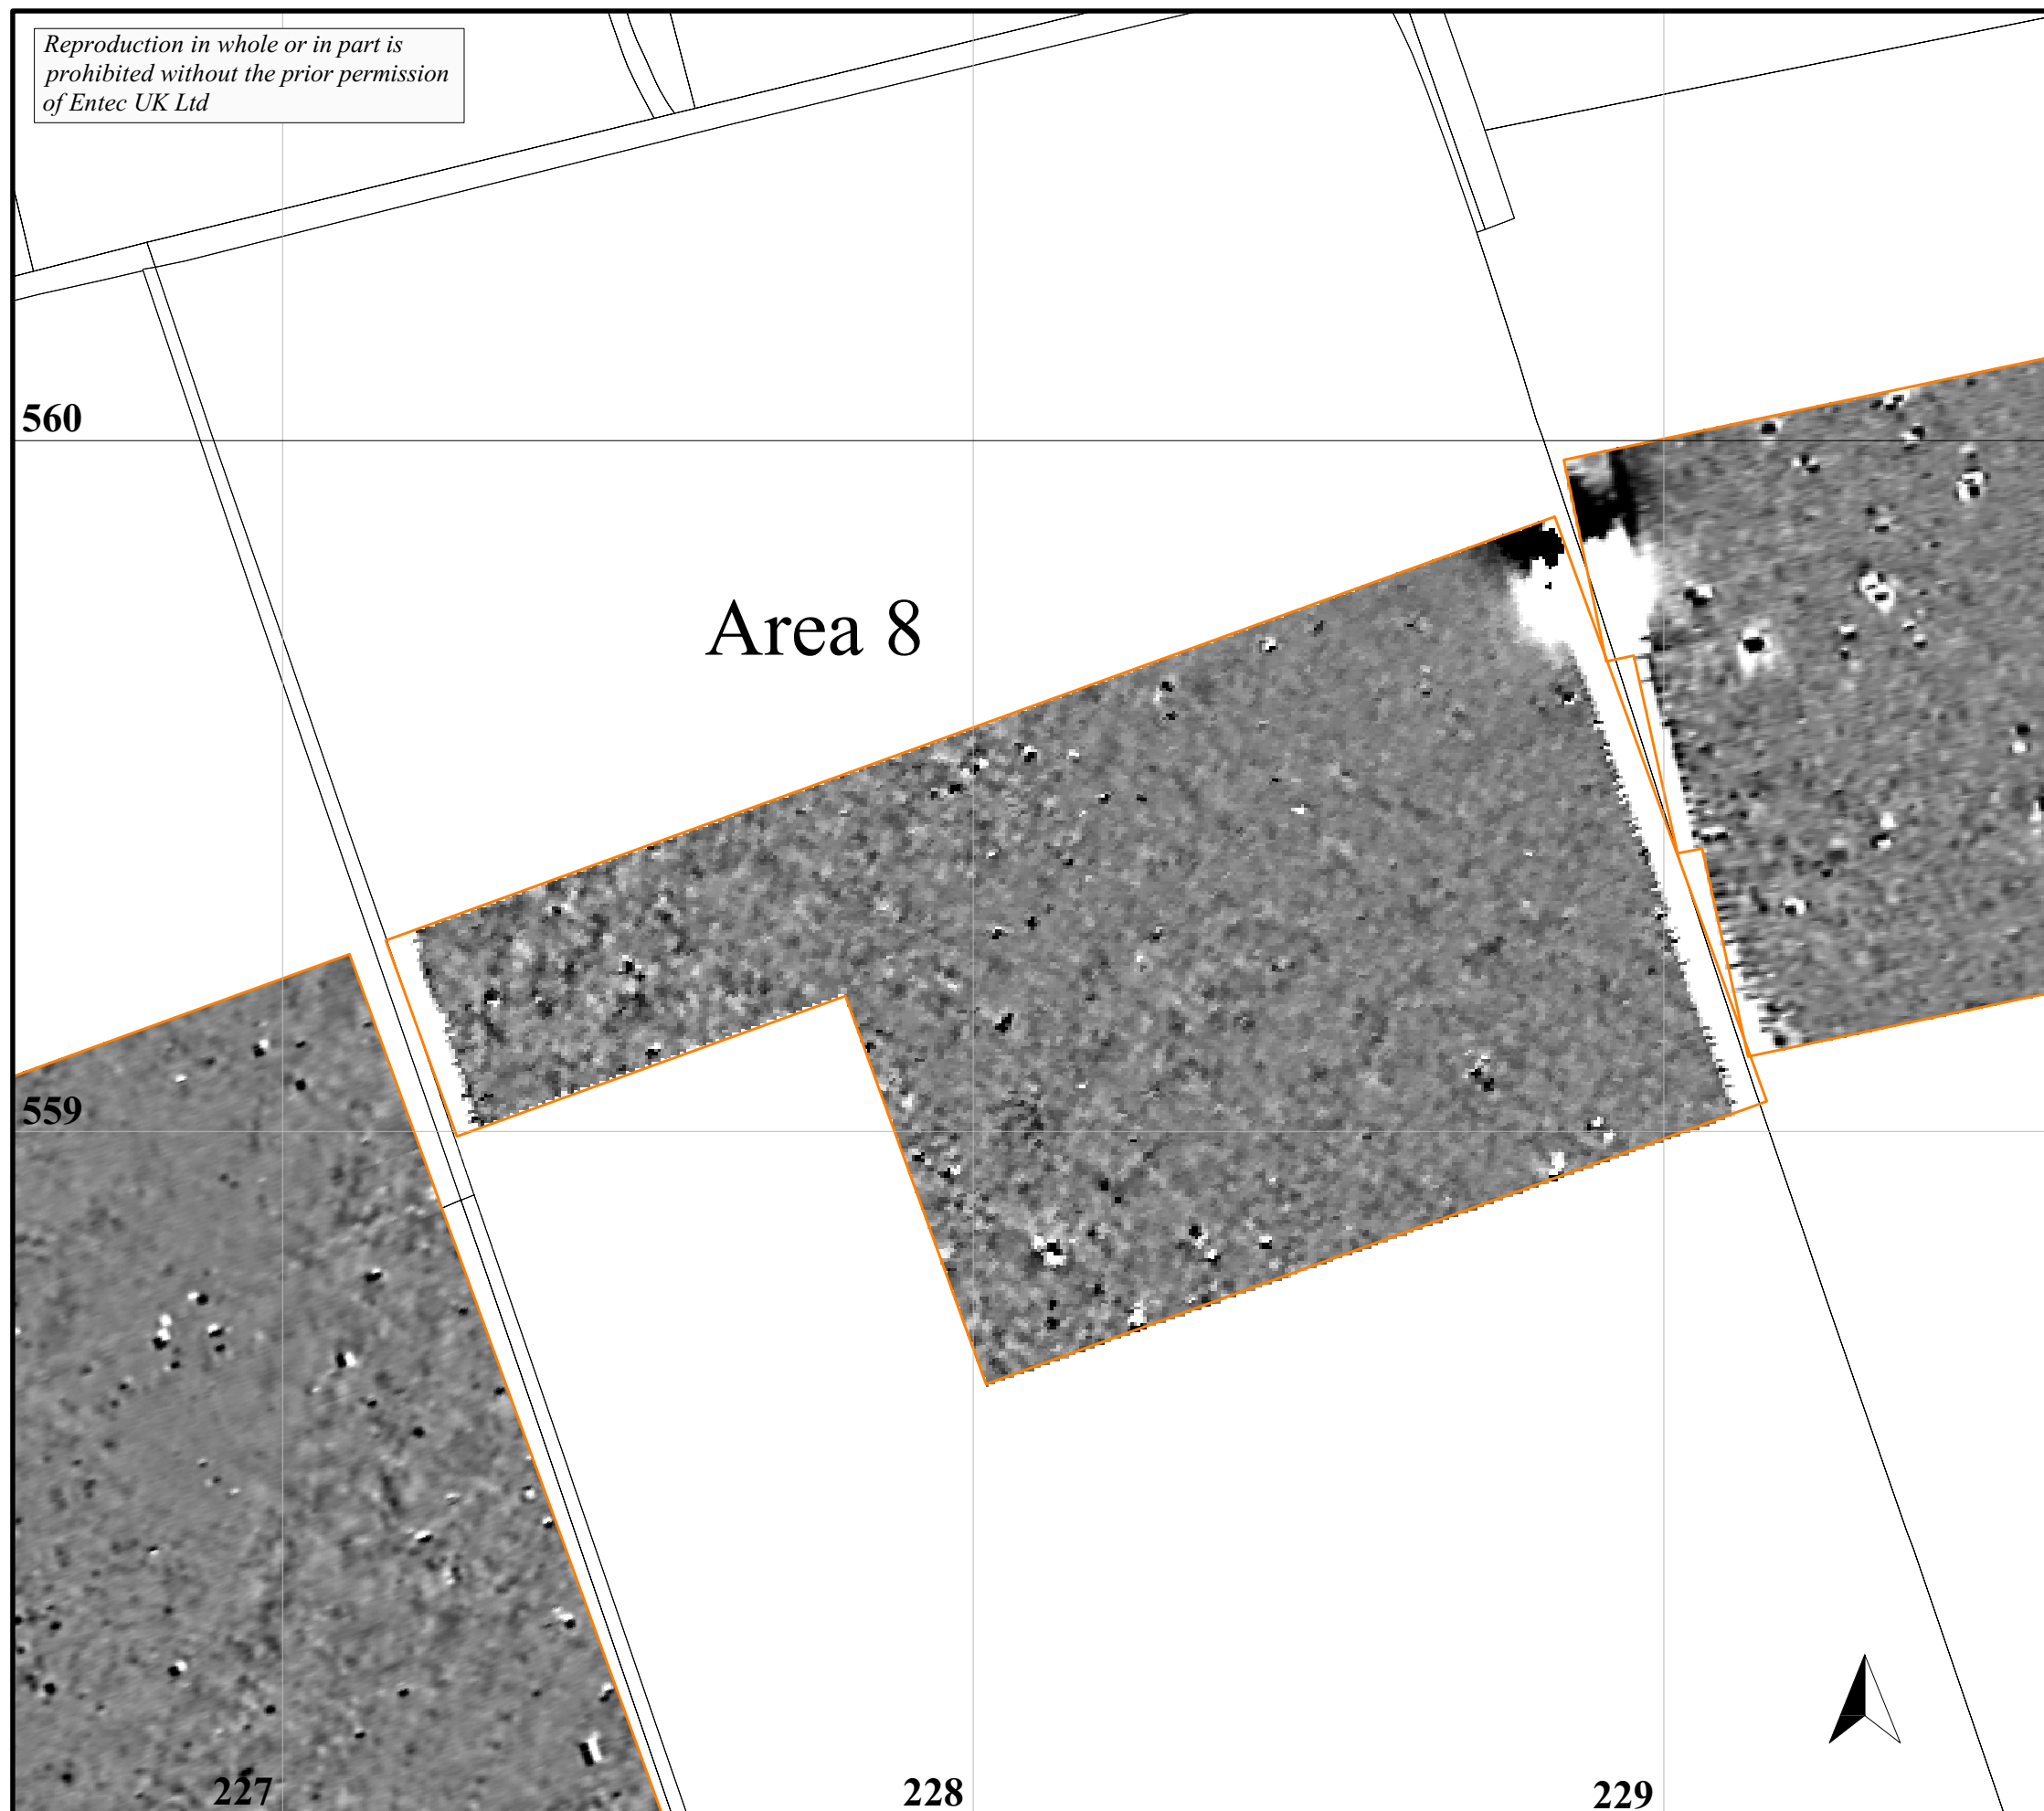 Reproduction in whole or in part is
prohibited without the prior permission
of Entec UK Ltd
560
Area 8
559
227
228
229